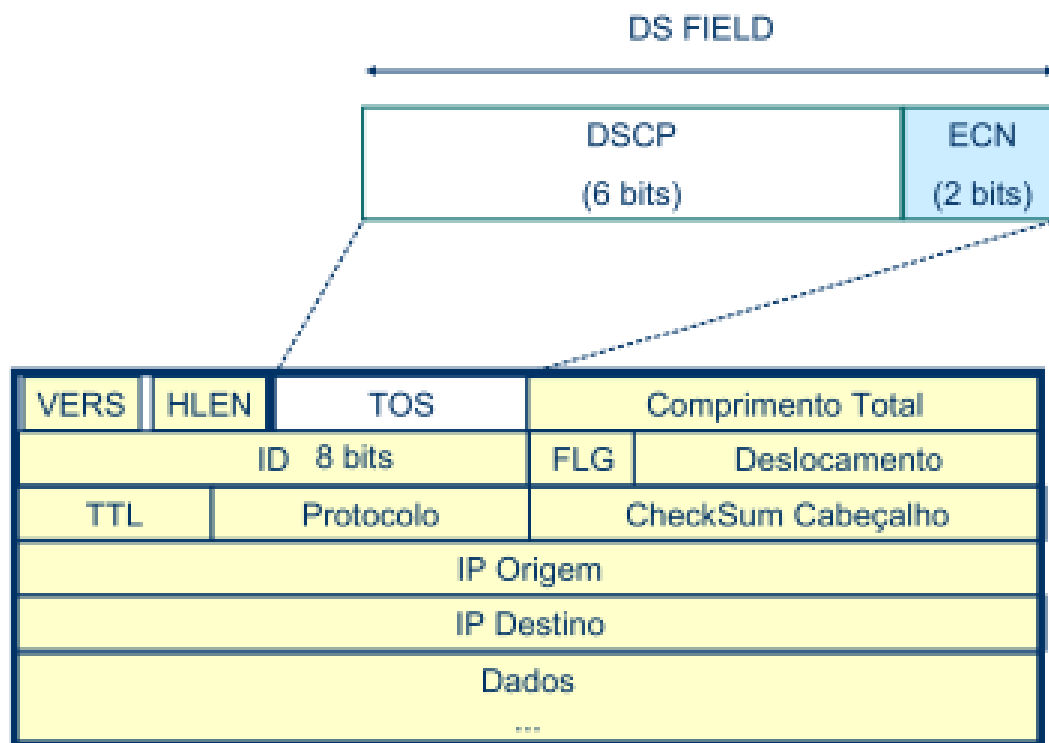 DS FIELD
DSCP ECN
(6 bits) (2 bits)
VERS HLEN TOS Comprimento Total
ID 8 bits FLG Deslocamento
TTL Protocolo CheckSum Cabeçalho
IP Origem
IP Destino
Dados
...